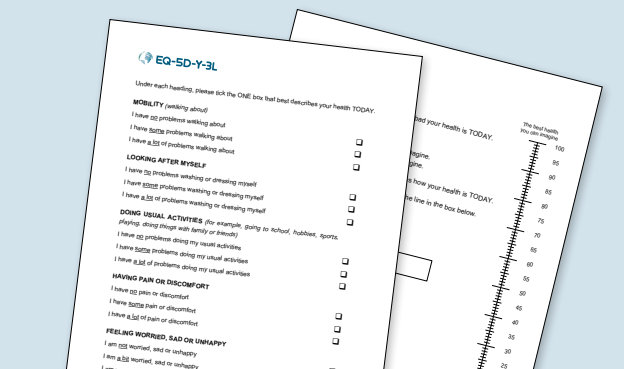 EQ-5D-Y-3L
Under each heading, please tick the ONE box that best describes your health TODAY.
MOBILITY (walking about)
I have no problems walking about
I have some problems walking about
I have a lot of problems walking about
LOOKING AFTER MYSELF
I have no problems washing or dressing myself
I have some problems washing or dressing myself
I have a lot of problems washing or dressing myself
DOING USUAL ACTIVITIES (for example, going to school, hobbies, sports,
playing, doing things with family or friends)
I have no problems doing my usual activities
I have some problems doing my usual activities
I have a lot of problems doing my usual activities
HAVING PAIN OR DISCOMFORT
I have no pain or discomfort
I have some pain or discomfort
I have a lot of pain or discomfort
FEELING WORRIED, SAD OR UNHAPPY
I am not worried, sad or unhappy
I am a bit worried, sad or unhappy
bad your health is TODAY.
agine.
gine.
s how your health is TODAY.
he line in the box below.
The best health
you can imagine
100
95
90
85
80
75
70
65
60
55
50
45
40
35
30
25